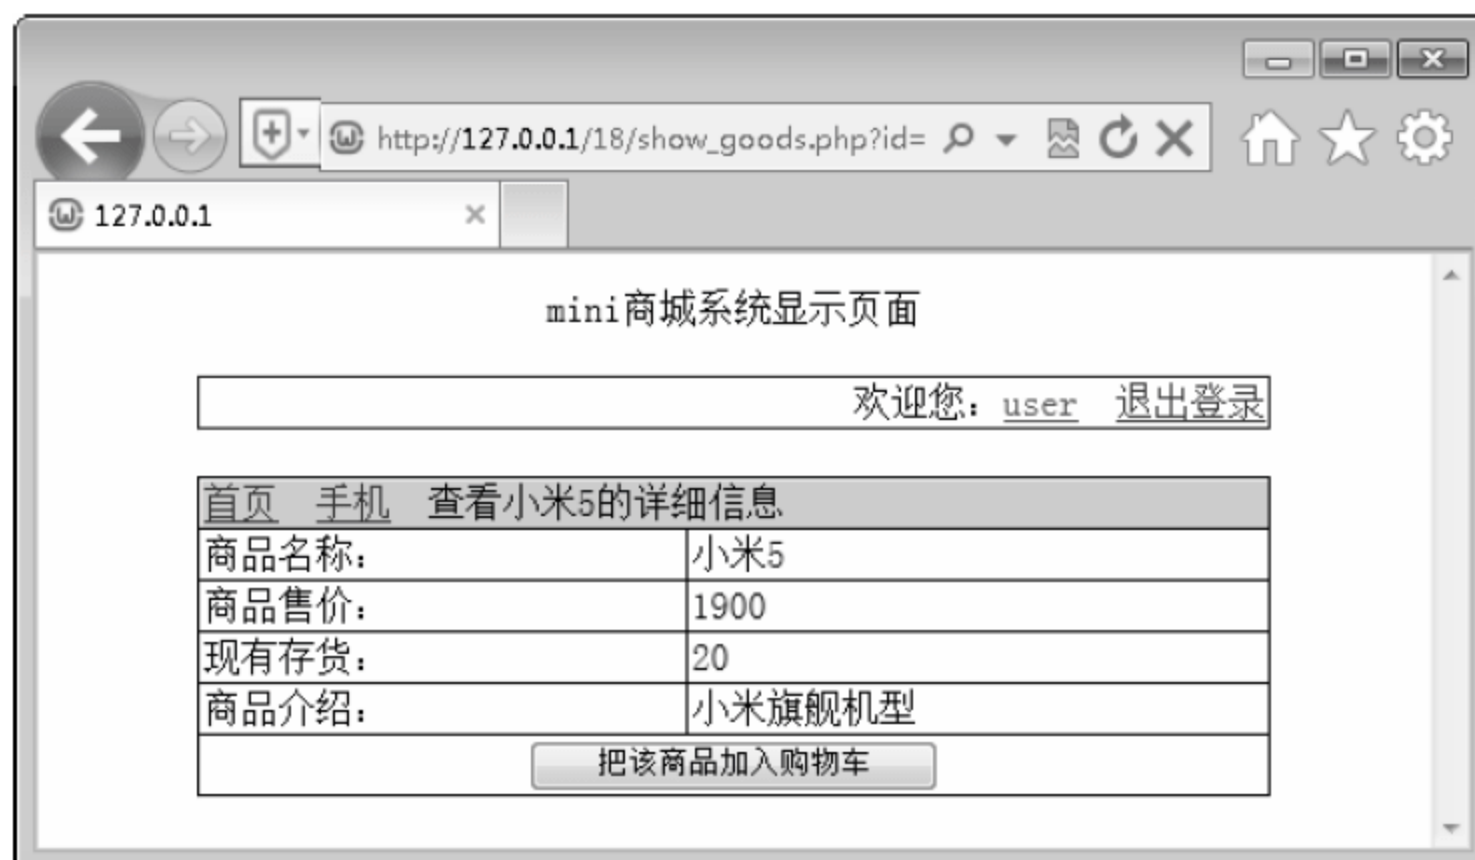 http://127.0.0.1/18/show_goods.php?id=
127.0.0.1
mini商城系统显示页面
欢迎您：user 退出登录
首页 手机 查看小米5的详细信息
商品名称： 小米5
商品售价： 1900
现有存货： 20
商品介绍： 小米旗舰机型
把该商品加入购物车